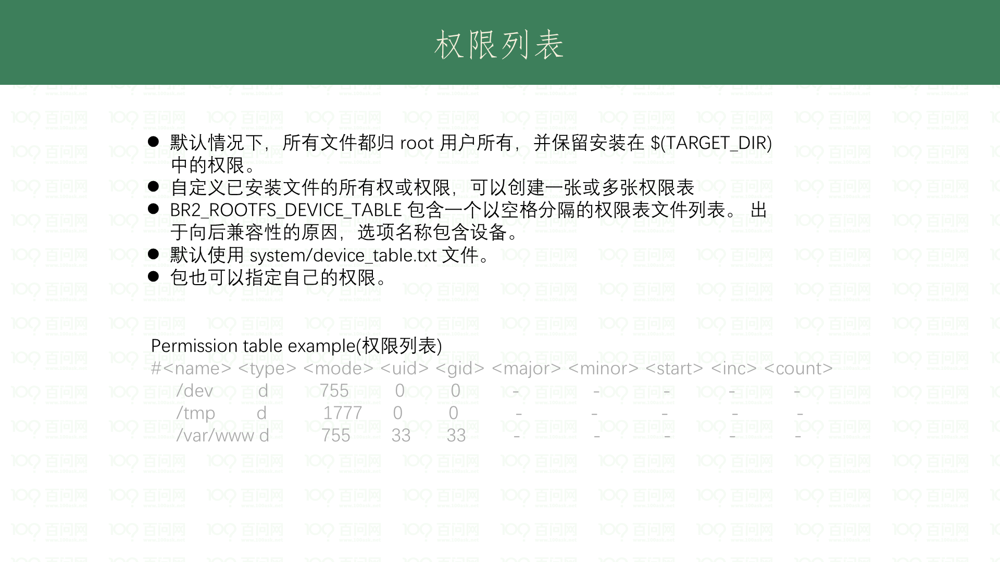 权限列表
● 默认情况下，所有文件都归 root 用户所有，并保留安装在 $(TARGET_DIR)
中的权限。
● 自定义已安装文件的所有权或权限，可以创建一张或多张权限表
● BR2_ROOTFS_DEVICE_TABLE 包含一个以空格分隔的权限表文件列表。 出
于向后兼容性的原因，选项名称包含设备。
● 默认使用 system/device_table.txt 文件。
● 包也可以指定自己的权限。
Permission table example(权限列表)
#<name> <type> <mode> <uid> <gid> <major> <minor> <start> <inc> <count>
/dev d 755 0 0 - - - - -
/tmp d 1777 0 0 - - - - -
/var/www d 755 33 33 - - - - -